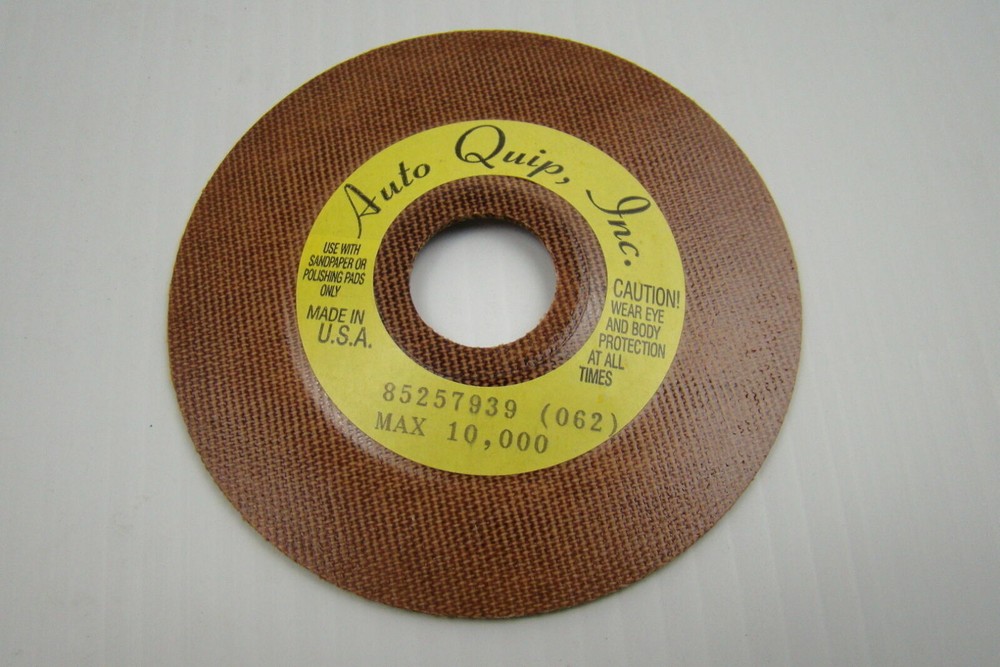 Auto Quip, Inc.
USE WITH
SANDPAPER OR
POLISHING PADS
ONLY
MADE IN
U.S.A.
CAUTION!
WEAR EYE
AND BODY
PROTECTION
AT ALL
TIMES
85257939 (062)
MAX 10,000